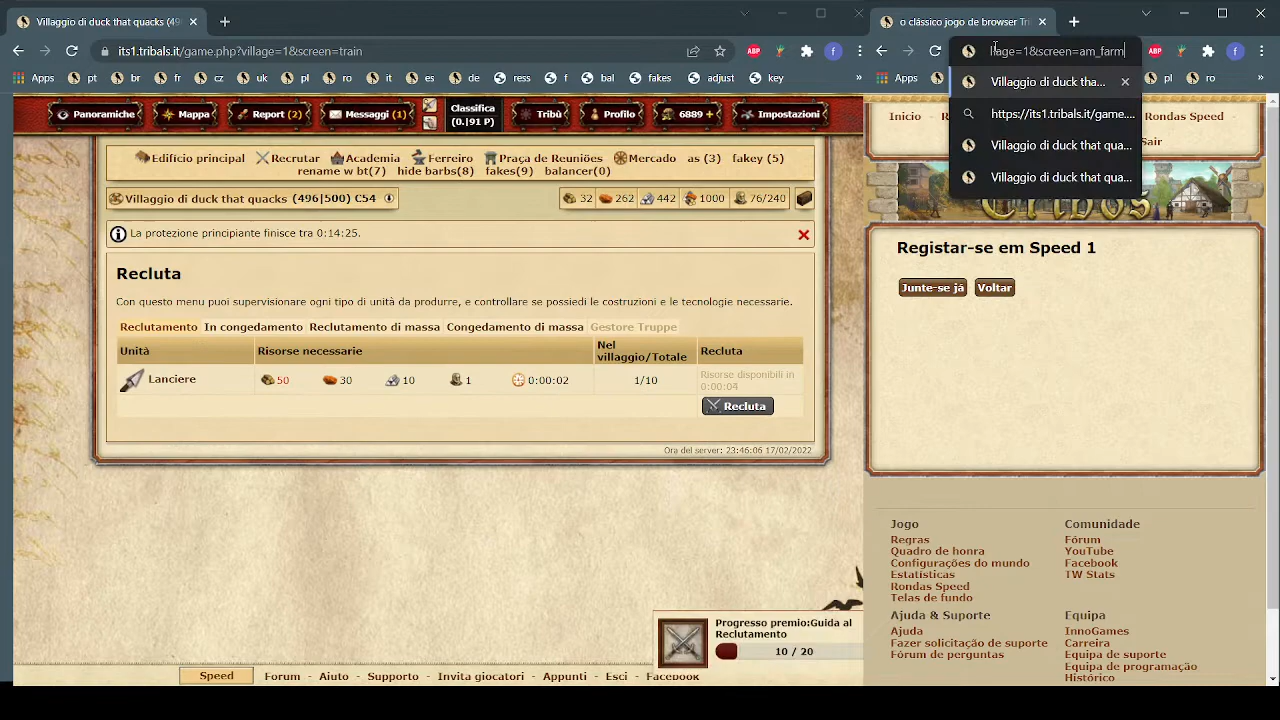 Villaggio di duck that quacks (49
o clássico jogo de browser Tri
its1.tribals.it/game.php?village=1&screen=train
ABP
f
llage=1&screen=am_farm
ABP
f
Apps pt br fr cz it es de ress f bal adjust key »
Apps pl ro »
Villaggio di duck tha...
https://its1.tribals.it/game...
Villaggio di duck that qua...
Villaggio di duck that qua...
Panoramiche Mappa Report (2) Messaggi (1) Classifica
(0.|91 P) Tribù Profilo 6889 + Impostazioni
Edifício principal Recrutar Academia Ferreiro Praça de Reuniões Mercado as (3) fakey (5)
rename w bt(7) hide barbs(8) fakes(9) balancer(0)
Villaggio di duck that quacks (496|500) C54
32 262 442 1000 76/240
La protezione principiante finisce tra 0:14:25.
Recluta
Con questo menu puoi supervisionare ogni tipo di unità da produrre, e controllare se possiedi le costruzioni e le tecnologie necessarie.
Reclutamento In congedamento Reclutamento di massa Congedamento di massa Gestore Truppe
Unità Risorse necessarie Nel
villaggio/Totale Recluta
Lanciere 50 30 10 1 0:00:02 1/10 Risorse disponibili in
0:00:04
Recluta
Ora del server: 23:46:06 17/02/2022
Progresso premio:Guida al
Reclutamento
10 / 20
Speed Forum - Aiuto - Supporto - Invita giocatori - Appunti - Esci - Facebook
Inicio
Rondas Speed
Sair
Registar-se em Speed 1
Junte-se já Voltar
Jogo
Regras
Quadro de honra
Configurações do mundo
Estatísticas
Rondas Speed
Telas de fundo
Comunidade
Fórum
YouTube
Facebook
TW Stats
Ajuda & Suporte
Ajuda
Fazer solicitação de suporte
Fórum de perguntas
Equipa
InnoGames
Carreira
Equipa de suporte
Equipa de programação
Histórico